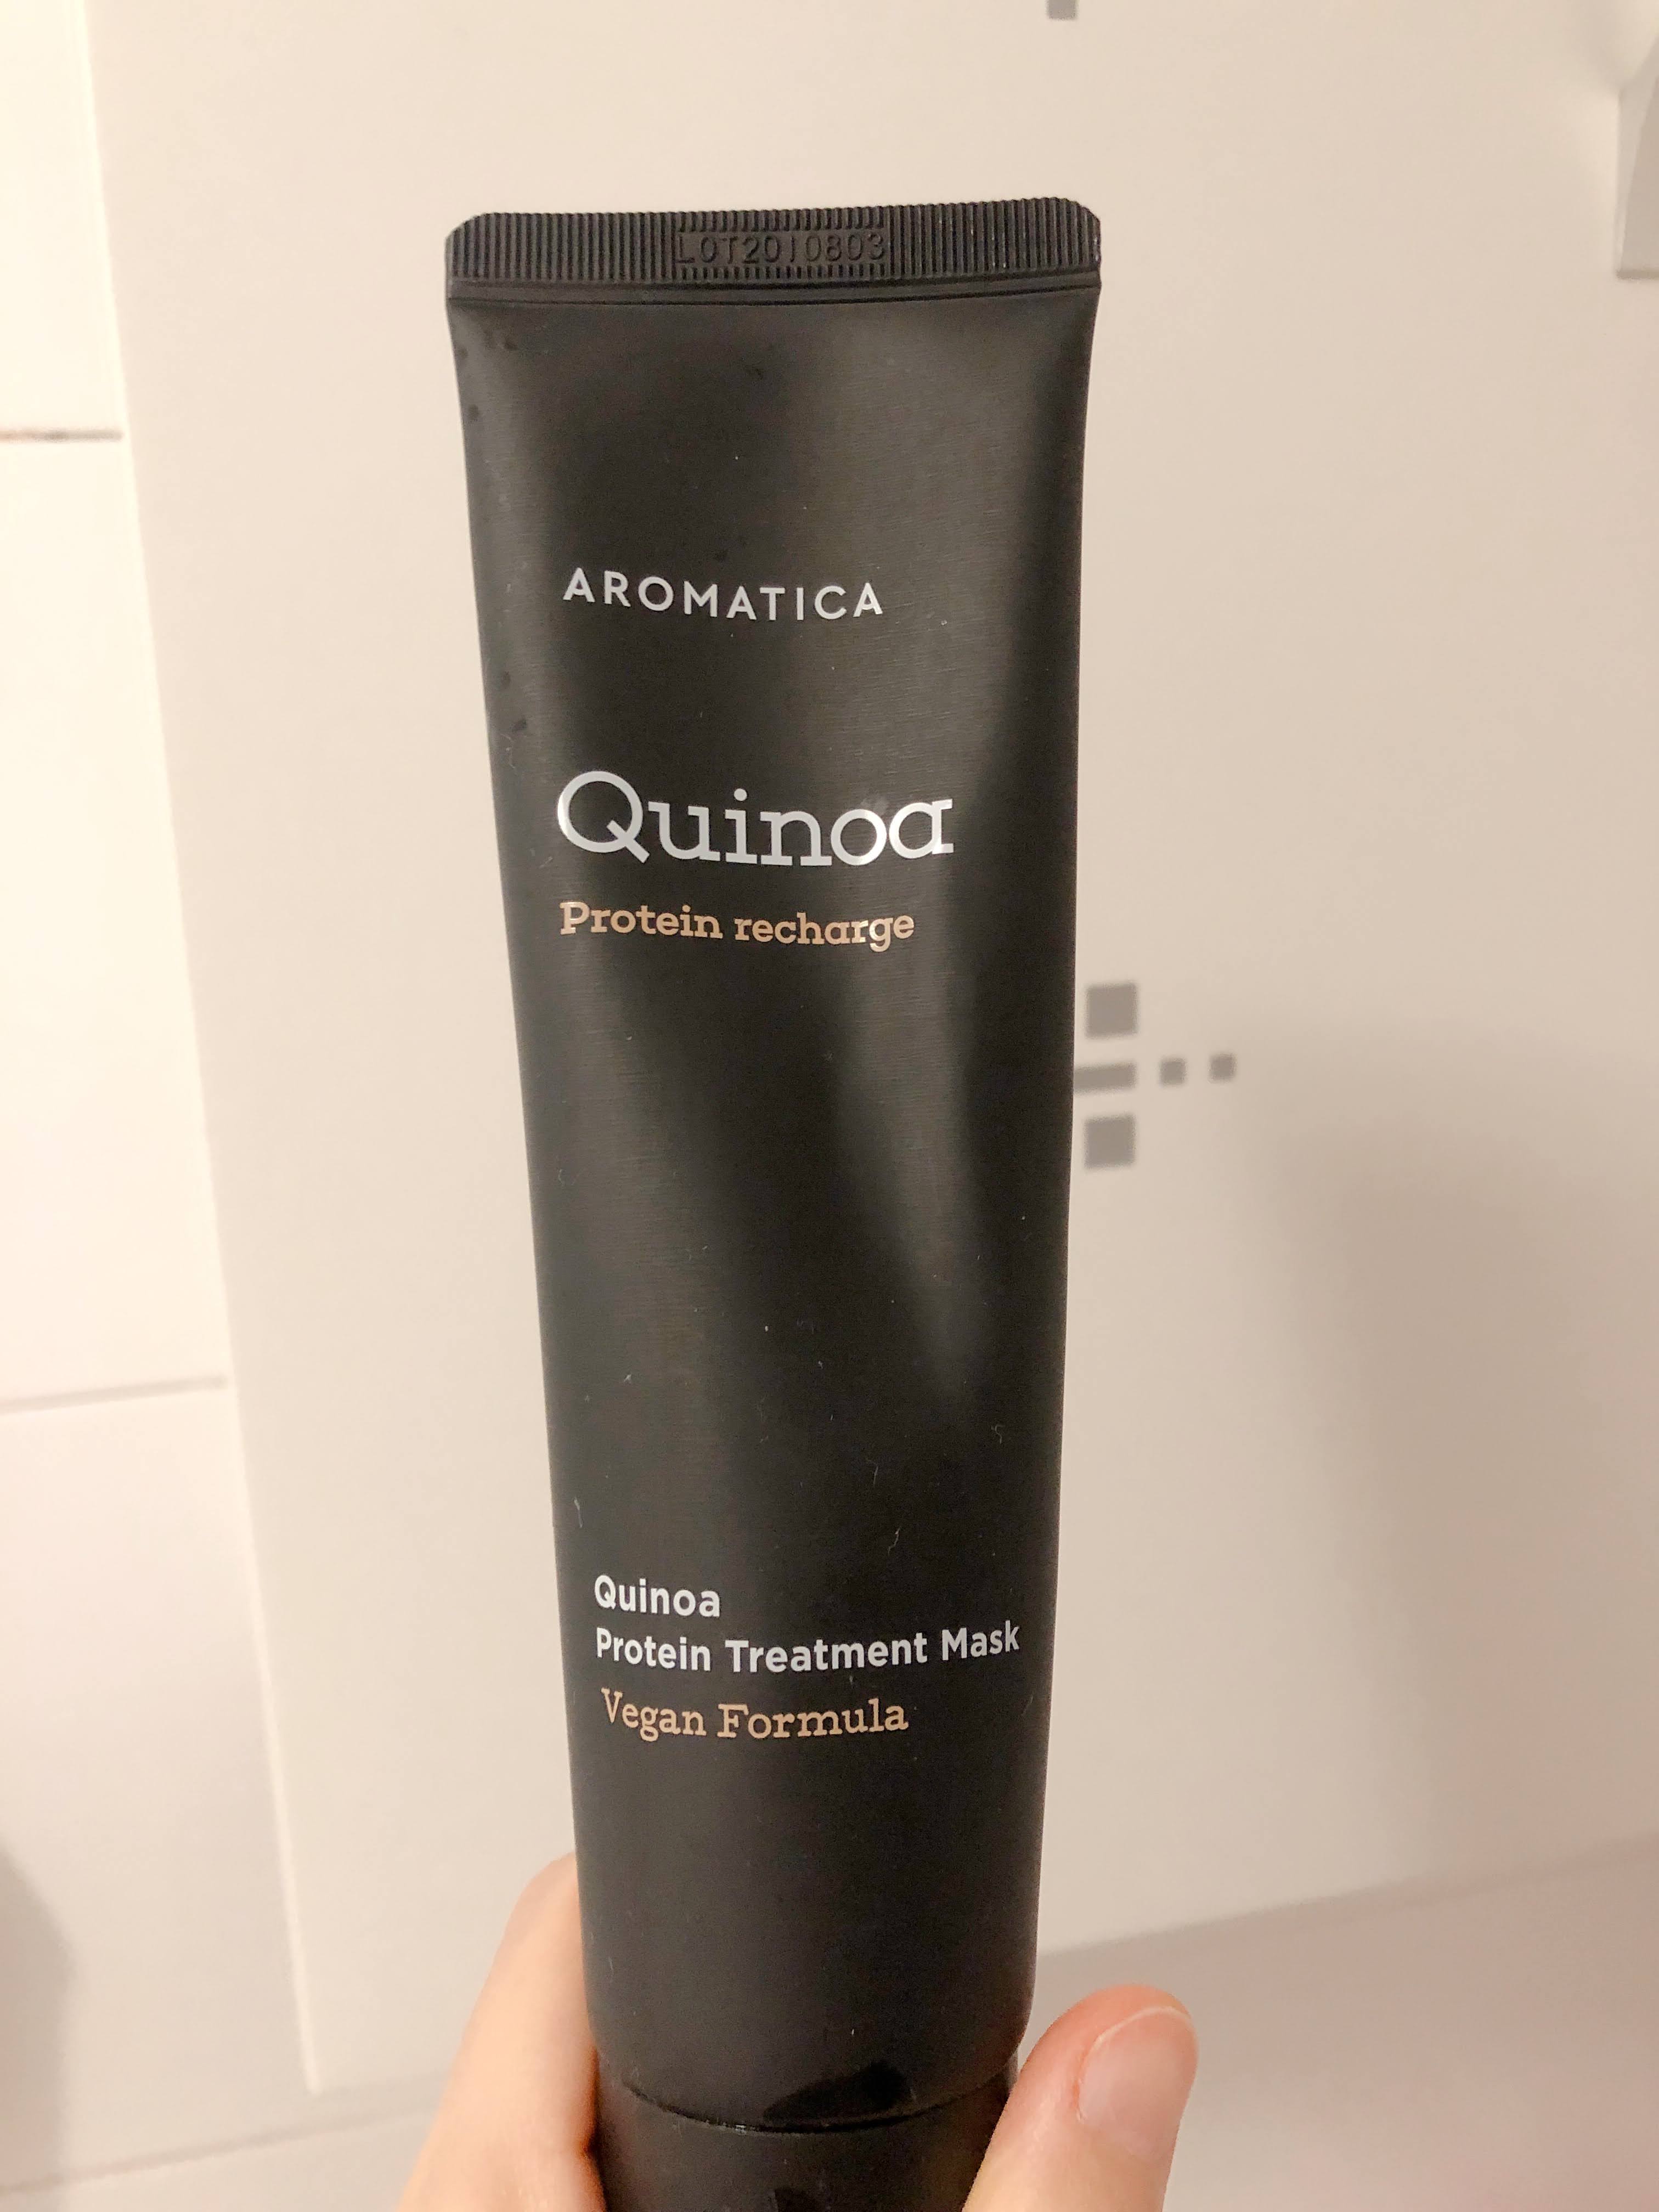 LOT2010803
AROMATICA
Quinoa
Protein recharge
Quinoa
Protein Treatment Mask
Vegan Formula